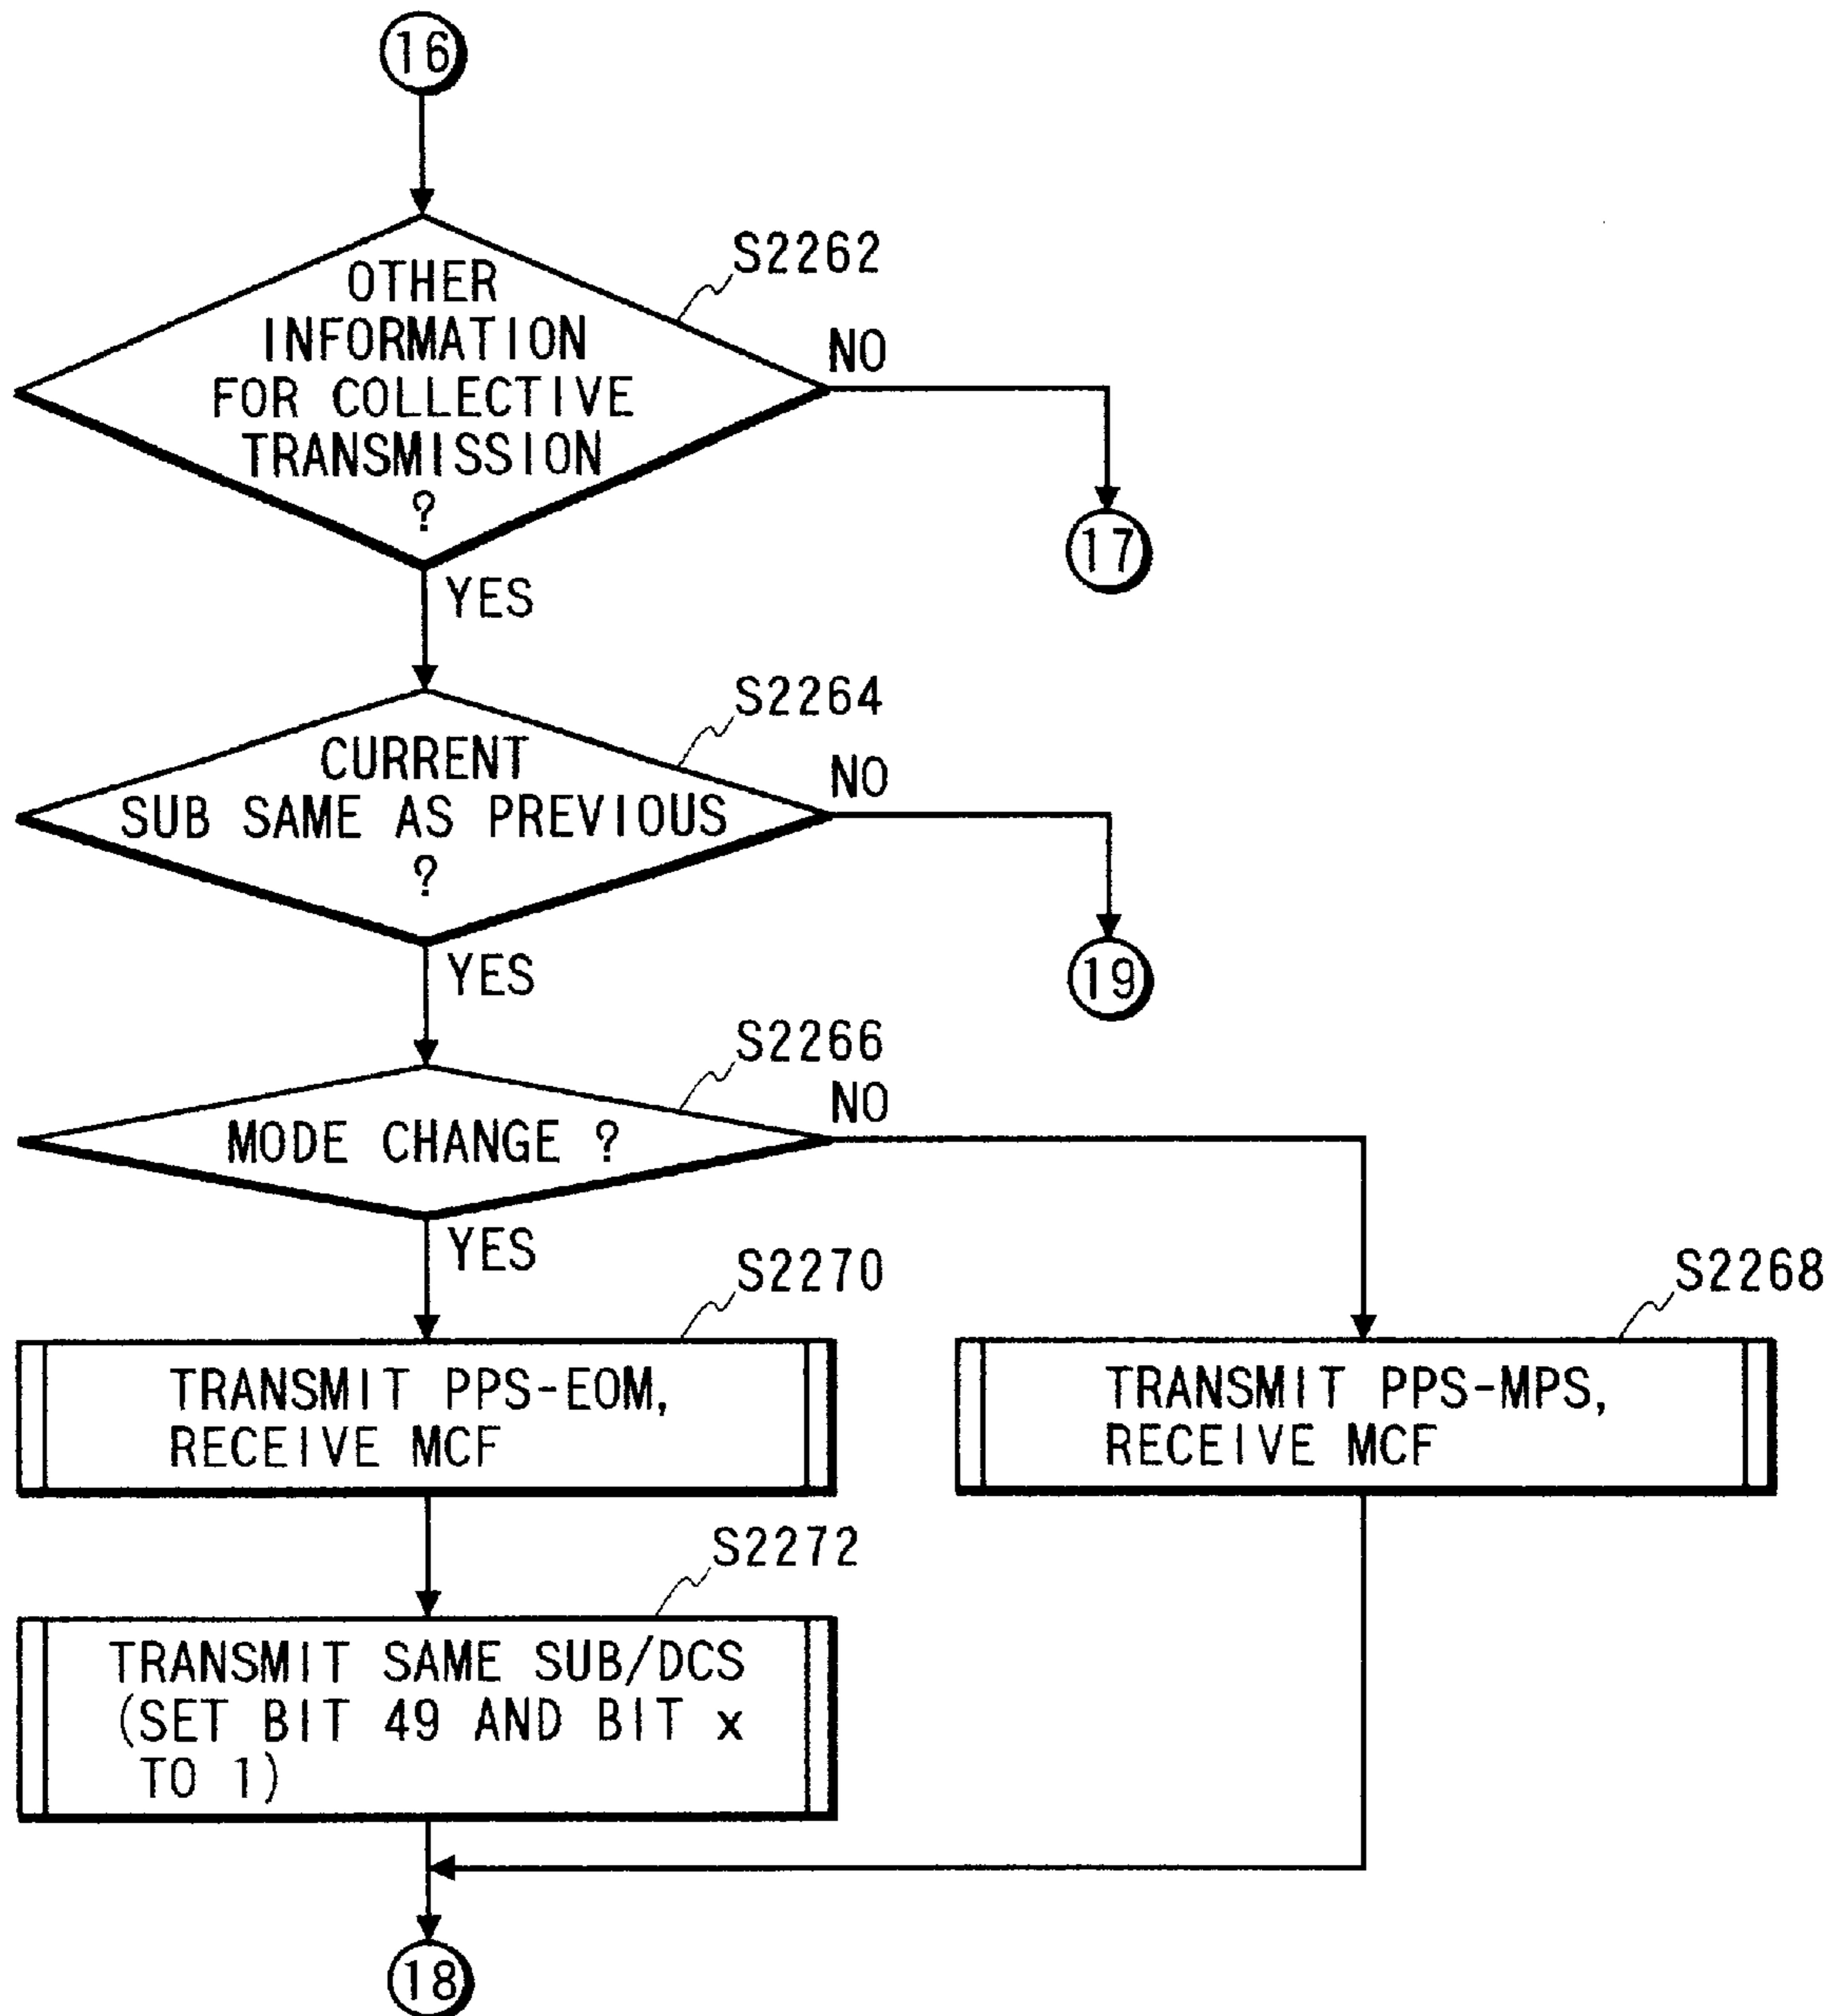 16
S2262
OTHER
INFORMATION
FOR COLLECTIVE
TRANSMISSION
?
NO
17
YES
S2264
CURRENT
SUB SAME AS PREVIOUS
?
NO
19
YES
S2266
MODE CHANGE ?
NO
YES
S2270
TRANSMIT PPS-EOM,
RECEIVE MCF
S2268
TRANSMIT PPS-MPS,
RECEIVE MCF
S2272
TRANSMIT SAME SUB/DCS
(SET BIT 49 AND BIT x
TO 1)
18